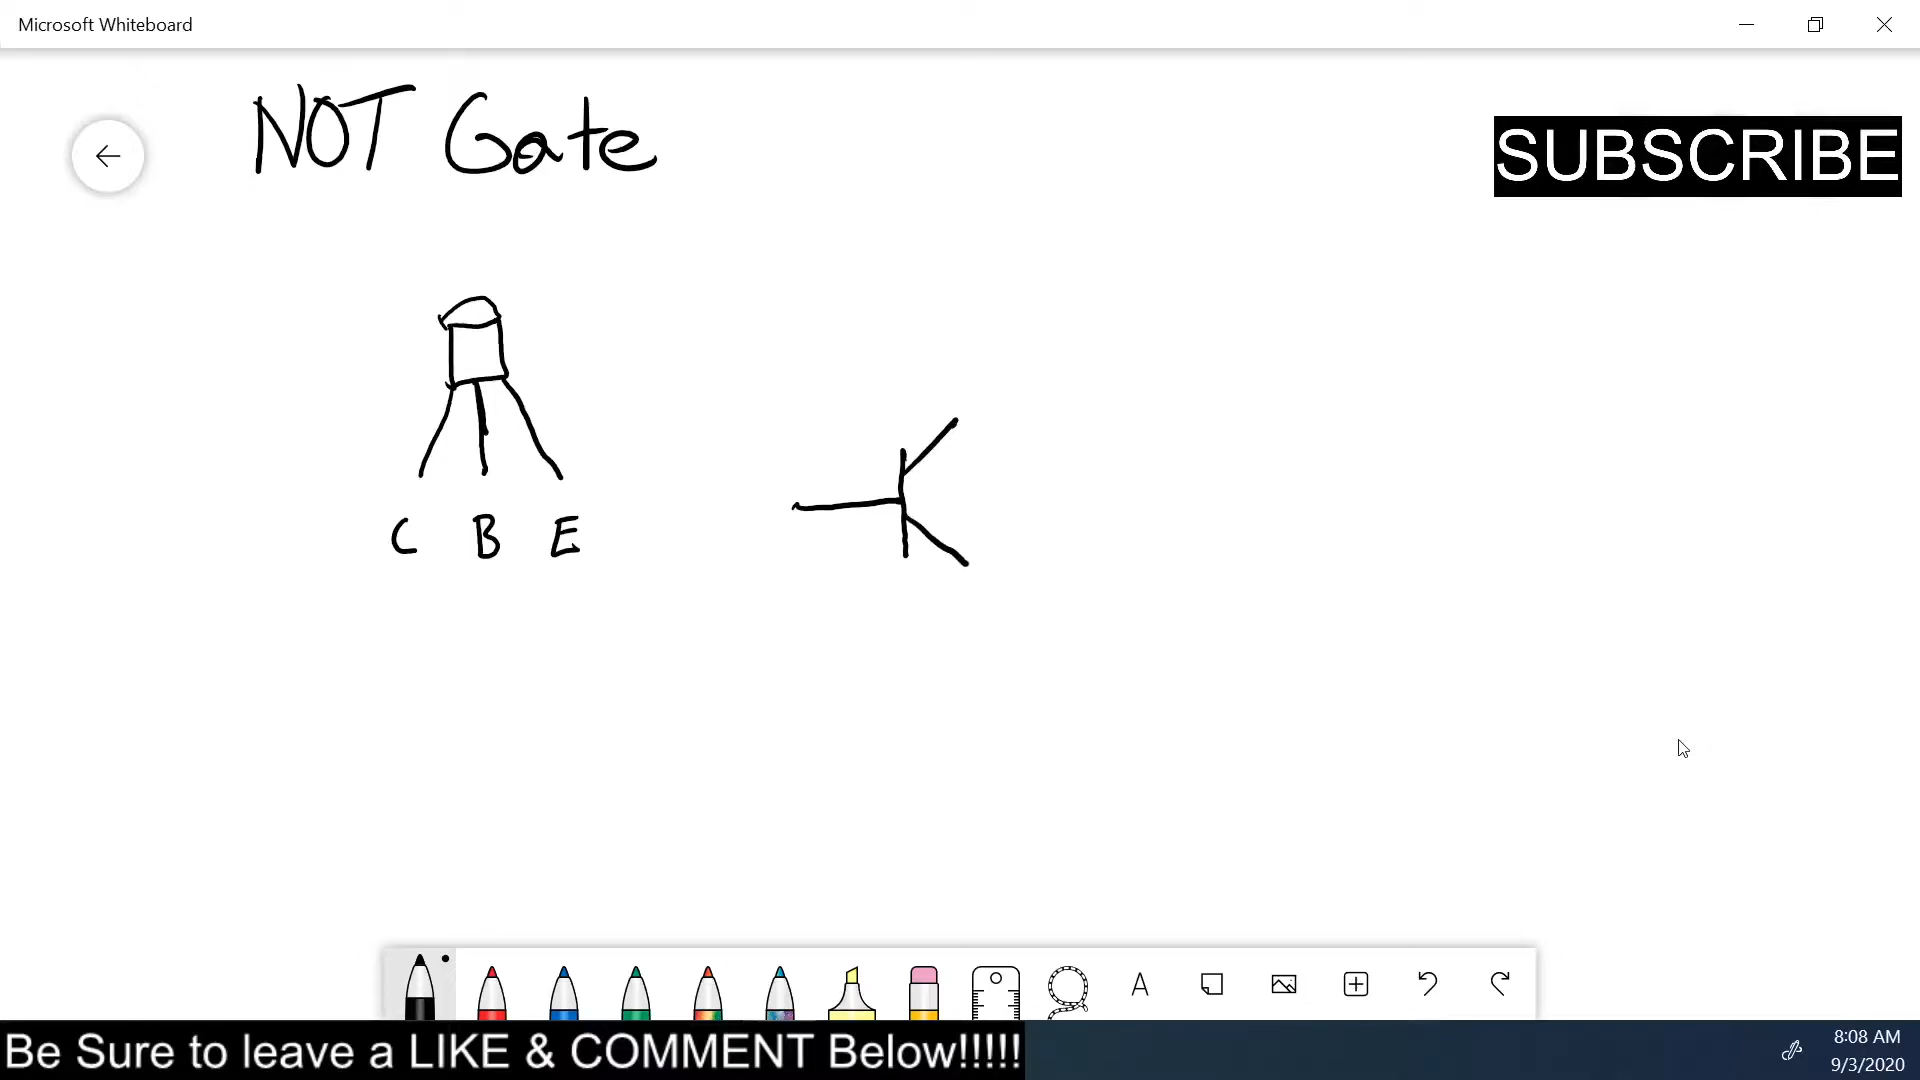 Microsoft Whiteboard
NOT Gate
SUBSCRIBE
C B E
A
Be Sure to leave a LIKE & COMMENT Below!!!!!
8:08 AM
9/3/2020